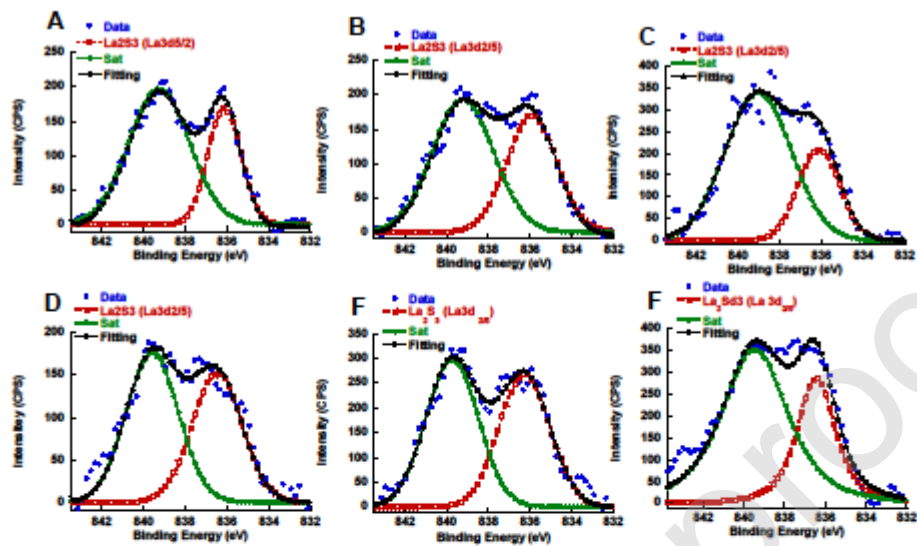 A
Data
La2S3 (La3d5/2)
Sat
Fitting
250
200
150
100
50
0
Intensity (CPS)
842 840 838 836 834 832
Binding Energy (eV)
B
Data
La2S3 (La3d2/5)
Sat
Fitting
250
200
150
100
50
0
Intensity (CPS)
842 840 838 836 834 832
Binding Energy (eV)
C
Data
La2S3 (La3d2/5)
Sat
Fitting
400
350
300
250
200
150
100
50
0
Intenisty (CPS)
842 840 838 836 834 832
Binding Energy (eV)
D
Data
La2S3 (La3d2/5)
Sat
Fitting
200
150
100
50
0
842 840 838 836 834 832
Binding Energy (eV)
F
Data
La2S3 (La3d
Sat
Fitting
350
300
250
200
150
100
50
0
Intensity (CPS)
842 840 838 836 834 832
Binding Energy (eV)
F
Data
Sd3 (La 3d
Sat
Fitting
400
350
300
250
200
150
100
50
0
Intensity (CPS)
842 840 838 836 834 832
Binding Energy (eV)
proo